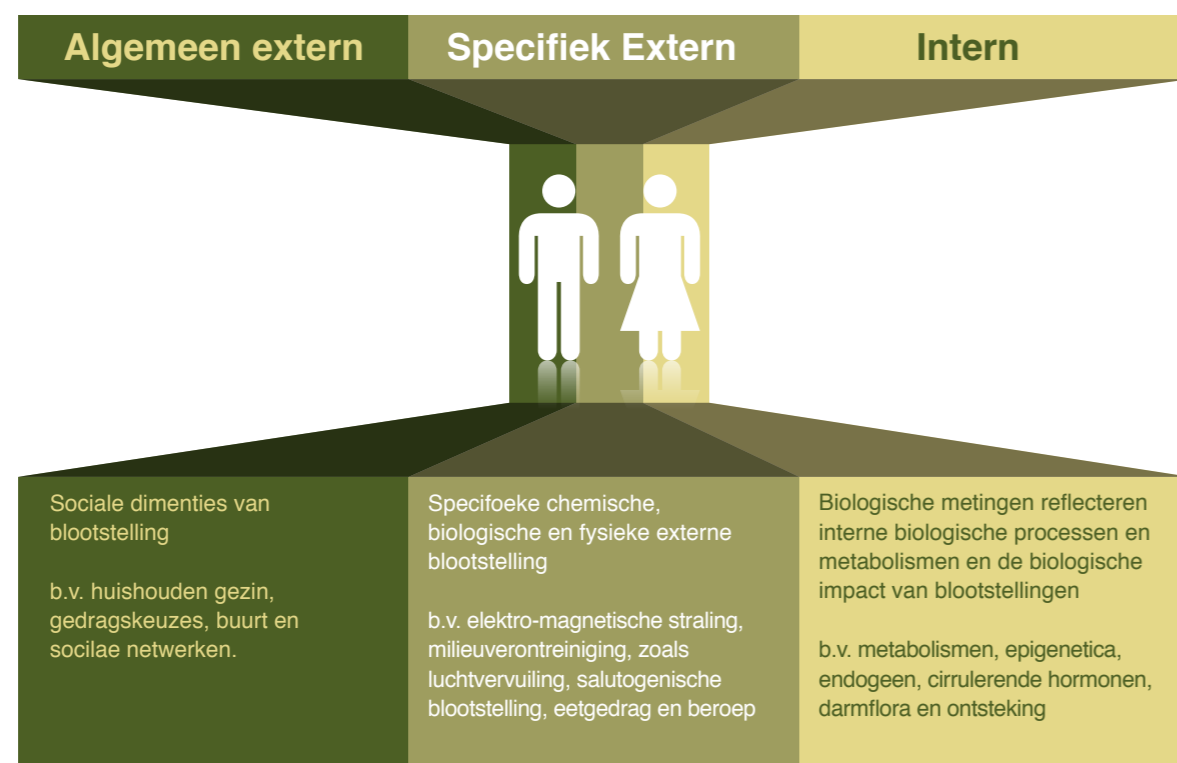 Algemeen extern
Specifiek Extern
Intern
Sociale dimenties van
blootstelling
b.v. huishouden gezin,
gedragskeuzes, buurt en
socilae netwerken.
Specifoeke chemische,
biologische en fysieke externe
blootstelling
b.v. elektro-magnetische straling,
milieuverontreiniging, zoals
luchtvervuiling, salutogenische
blootstelling, eetgedrag en beroep
Biologische metingen reflecteren
interne biologische processen en
metabolismen en de biologische
impact van blootstellingen
b.v. metabolismen, epigenetica,
endogeen, cirrulerende hormonen,
darmflora en ontsteking